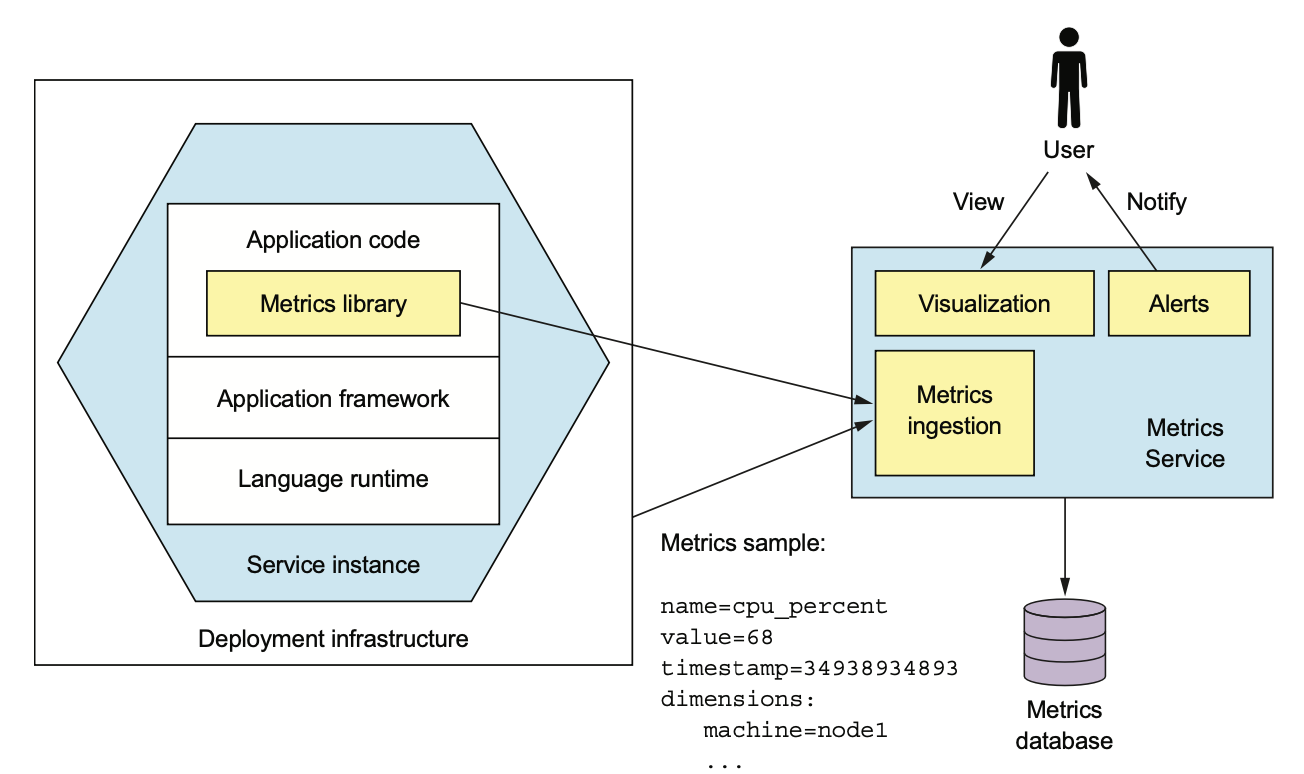 User
View
Notify
Application code
Metrics library
Application framework
Language runtime
Service instance
Deployment infrastructure
Visualization
Alerts
Metrics
ingestion
Metrics
Service
Metrics sample:
name=cpu_percent
value=68
timestamp=34938934893
dimensions:
machine=node1
...
Metrics
database